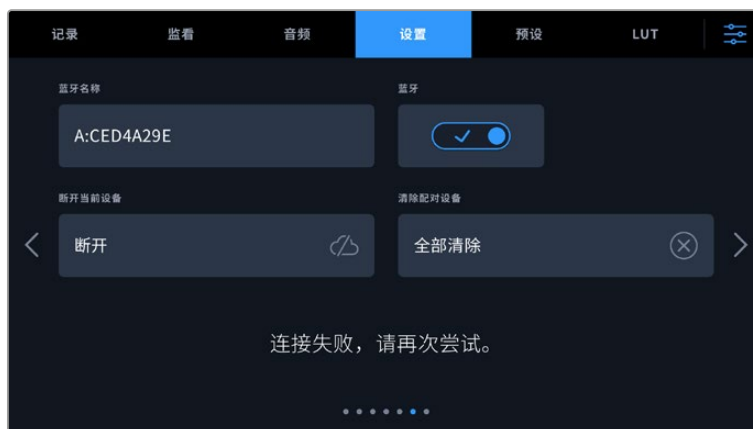 记录 监看 音频 设置 预设 LUT
蓝牙名称 蓝牙
A:CED4A29E
断开当前设备 清除配对设备
断开 全部清除
连接失败，请再次尝试。